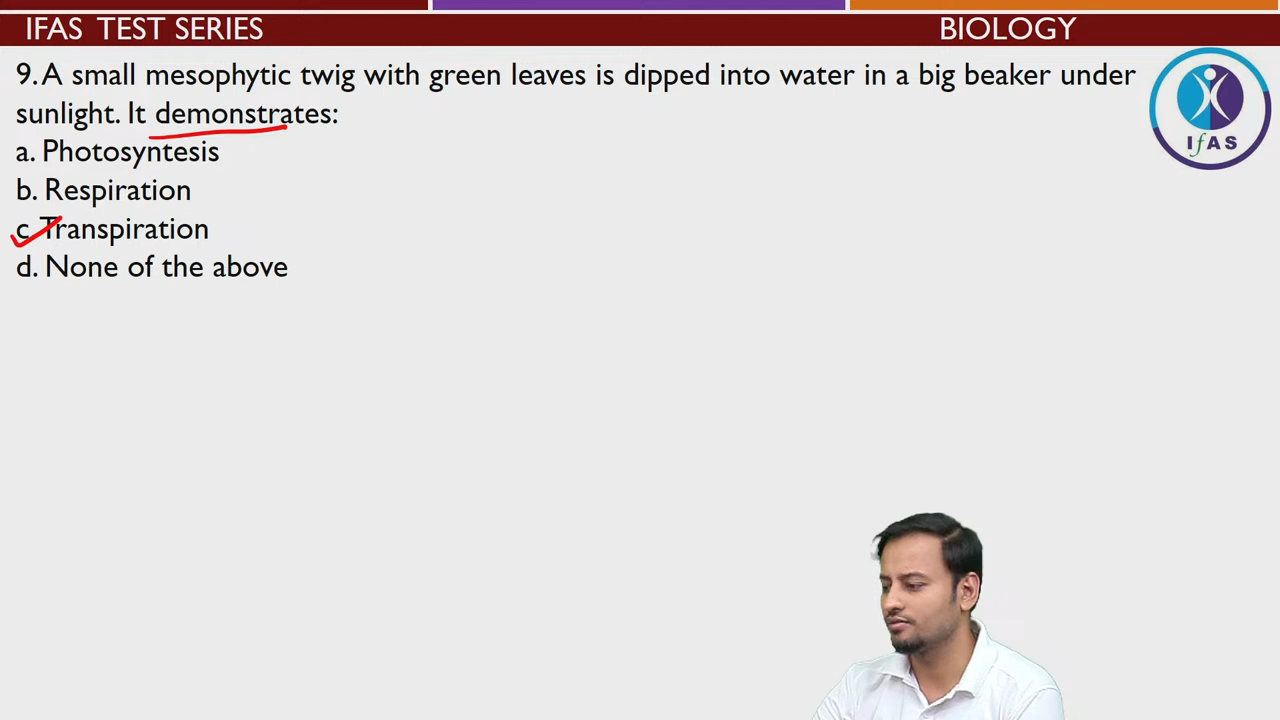 IFAS TEST SERIES
BIOLOGY
9. A small mesophytic twig with green leaves is dipped into water in a big beaker under
sunlight. It demonstrates:
a. Photosyntesis
b. Respiration
c. Transpiration
d. None of the above
IfAS